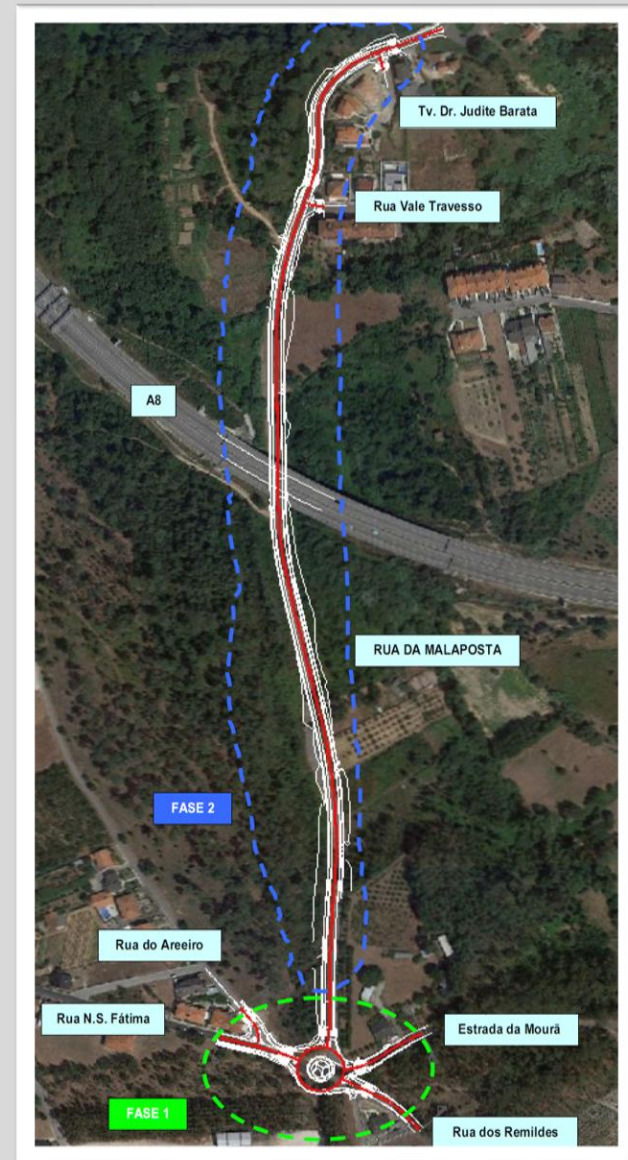 Tv. Dr. Judite Barata
Rua Vale Travesso
A8
RUA DA MALAPOSTA
FASE 2
Rua do Areeiro
Rua N.S. Fátima
Estrada da Mourã
FASE 1
Rua dos Remildes